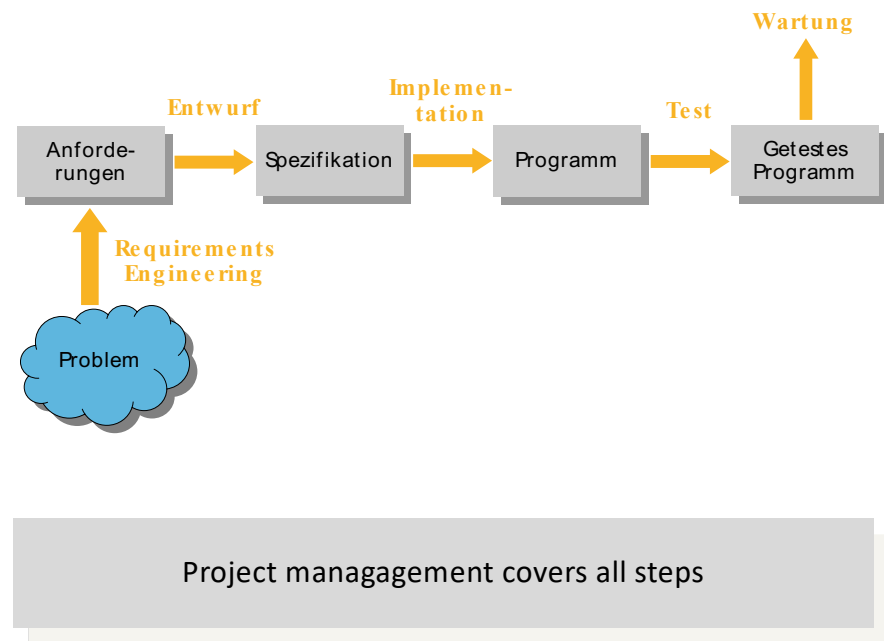 Wartung
Entwurf
Implemen-
tation
Test
Anforde-
rungen
Spezifikation
Programm
Getestes
Programm
Requirements
Engineering
Problem
Project managagement covers all steps